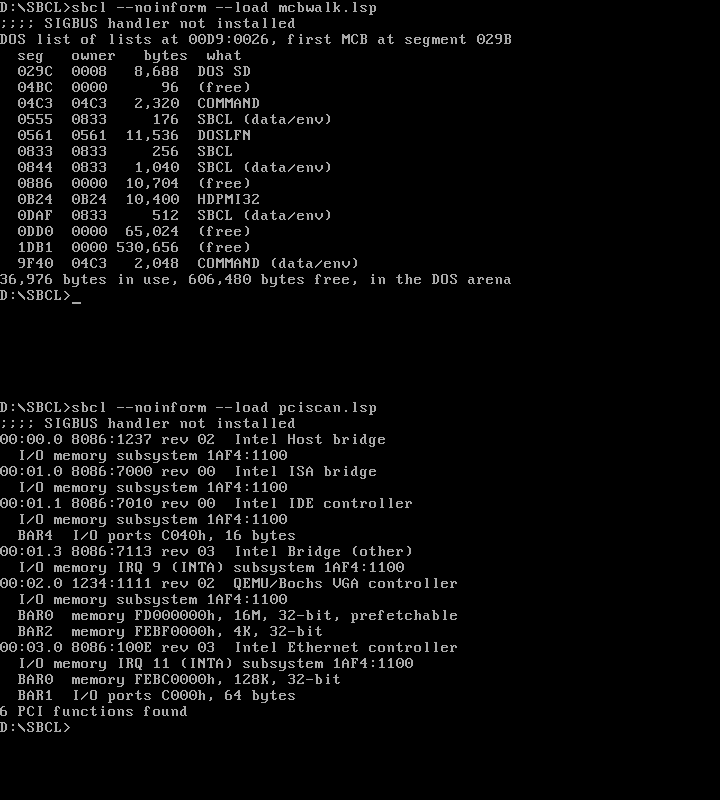 D:\SBCL>sbcl --noinform --load mcbwalk.lsp
;;;; SIGBUS handler not installed
DOS list of lists at 00D9:0026, first MCB at segment 029B
  seg   owner   bytes  what
  029C  0008   8,688  DOS SD
  04BC  0000      96  (free)
  04C3  04C3   2,320  COMMAND
  0555  0833     176  SBCL (data/env)
  0561  0561  11,536  DOSLFN
  0833  0833     256  SBCL
  0844  0833   1,040  SBCL (data/env)
  0886  0000  10,704  (free)
  0B24  0B24  10,400  HDPMI32
  0DAF  0833     512  SBCL (data/env)
  0DD0  0000  65,024  (free)
  1DB1  0000 530,656  (free)
  9F40  04C3   2,048  COMMAND (data/env)
36,976 bytes in use, 606,480 bytes free, in the DOS arena
D:\SBCL>_
D:\SBCL>sbcl --noinform --load pciscan.lsp
;;;; SIGBUS handler not installed
00:00.0 8086:1237 rev 02  Intel Host bridge
  I/O memory subsystem 1AF4:1100
00:01.0 8086:7000 rev 00  Intel ISA bridge
  I/O memory subsystem 1AF4:1100
00:01.1 8086:7010 rev 00  Intel IDE controller
  I/O memory subsystem 1AF4:1100
  BAR4  I/O ports C040h, 16 bytes
00:01.3 8086:7113 rev 03  Intel Bridge (other)
  I/O memory IRQ 9 (INTA) subsystem 1AF4:1100
00:02.0 1234:1111 rev 02  QEMU/Bochs VGA controller
  I/O memory subsystem 1AF4:1100
  BAR0  memory FD000000h, 16M, 32-bit, prefetchable
  BAR2  memory FEBF0000h, 4K, 32-bit
00:03.0 8086:100E rev 03  Intel Ethernet controller
  I/O memory IRQ 11 (INTA) subsystem 1AF4:1100
  BAR0  memory FEBC0000h, 128K, 32-bit
  BAR1  I/O ports C000h, 64 bytes
6 PCI functions found
D:\SBCL>